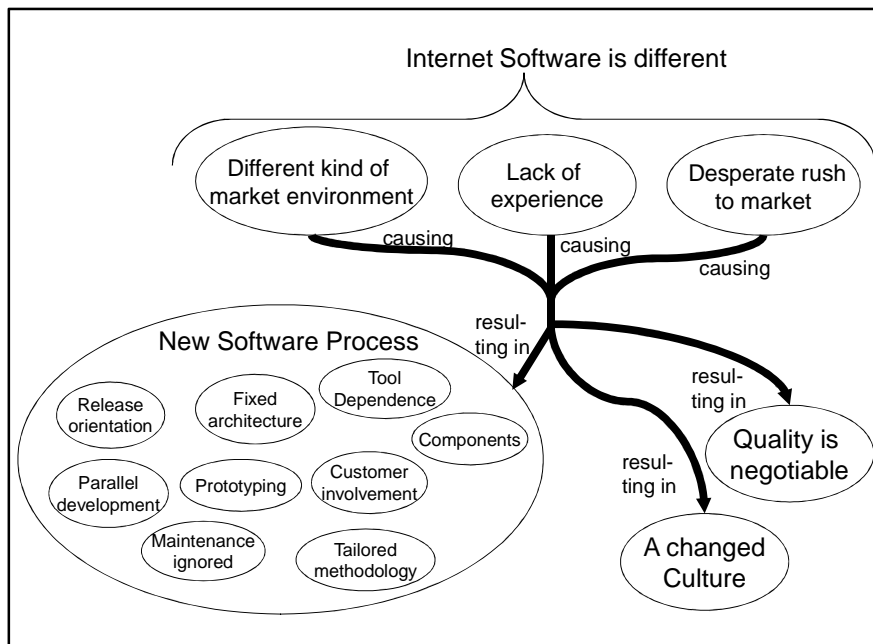 Internet Software is different
Different kind of
market environment
Lack of
experience
Desperate rush
to market
causing
causing
causing
resul-
ting in
New Software Process
Tool
Dependence
Release
orientation
Fixed
architecture
Components
Parallel
development
Prototyping
Customer
involvement
Maintenance
ignored
Tailored
methodology
resul-
ting in
Quality is
negotiable
resul-
ting in
A changed
Culture